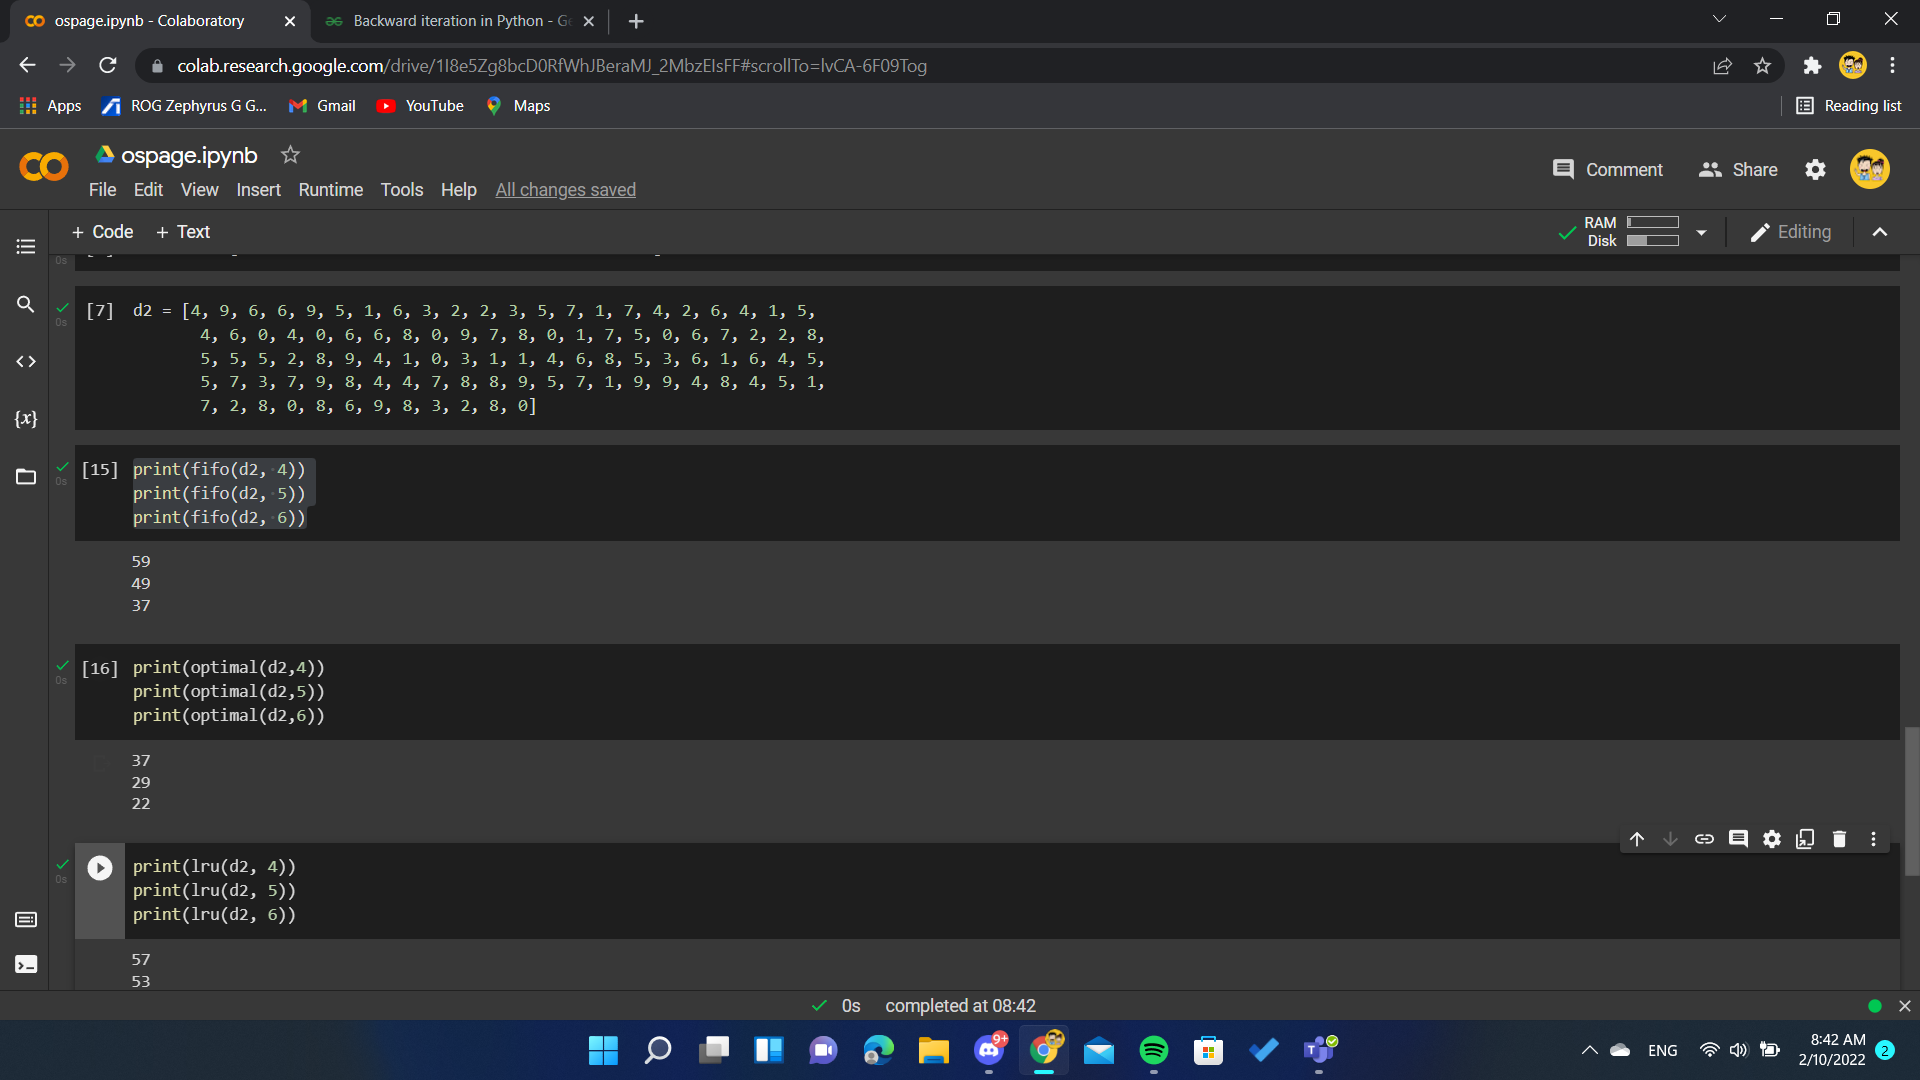 ospage.ipynb - Colaboratory
Backward iteration in Python - Ge
colab.research.google.com/drive/1I8e5Zg8bcD0RfWhJBeraMJ_2MbzEIsFF#scrollTo=lvCA-6F09Tog
Apps ROG Zephyrus G G... Gmail YouTube Maps Reading list
ospage.ipynb
Comment Share
File Edit View Insert Runtime Tools Help All changes saved
+ Code + Text
RAM
Disk
Editing
0s
[7] d2 = [4, 9, 6, 6, 9, 5, 1, 6, 3, 2, 2, 3, 5, 7, 1, 7, 4, 2, 6, 4, 1, 5,
0s
4, 6, 0, 4, 0, 6, 6, 8, 0, 9, 7, 8, 0, 1, 7, 5, 0, 6, 7, 2, 2, 8,
5, 5, 5, 2, 8, 9, 4, 1, 0, 3, 1, 1, 4, 6, 8, 5, 3, 6, 1, 6, 4, 5,
5, 7, 3, 7, 9, 8, 4, 4, 7, 8, 8, 9, 5, 7, 1, 9, 9, 4, 8, 4, 5, 1,
7, 2, 8, 0, 8, 6, 9, 8, 3, 2, 8, 0]
[15] print(fifo(d2, 4))
0s
print(fifo(d2, 5))
print(fifo(d2, 6))
59
49
37
[16] print(optimal(d2,4))
0s
print(optimal(d2,5))
print(optimal(d2,6))
37
29
22
print(lru(d2, 4))
0s
print(lru(d2, 5))
print(lru(d2, 6))
57
53
0s completed at 08:42
9+
ENG
8:42 AM
2/10/2022
2